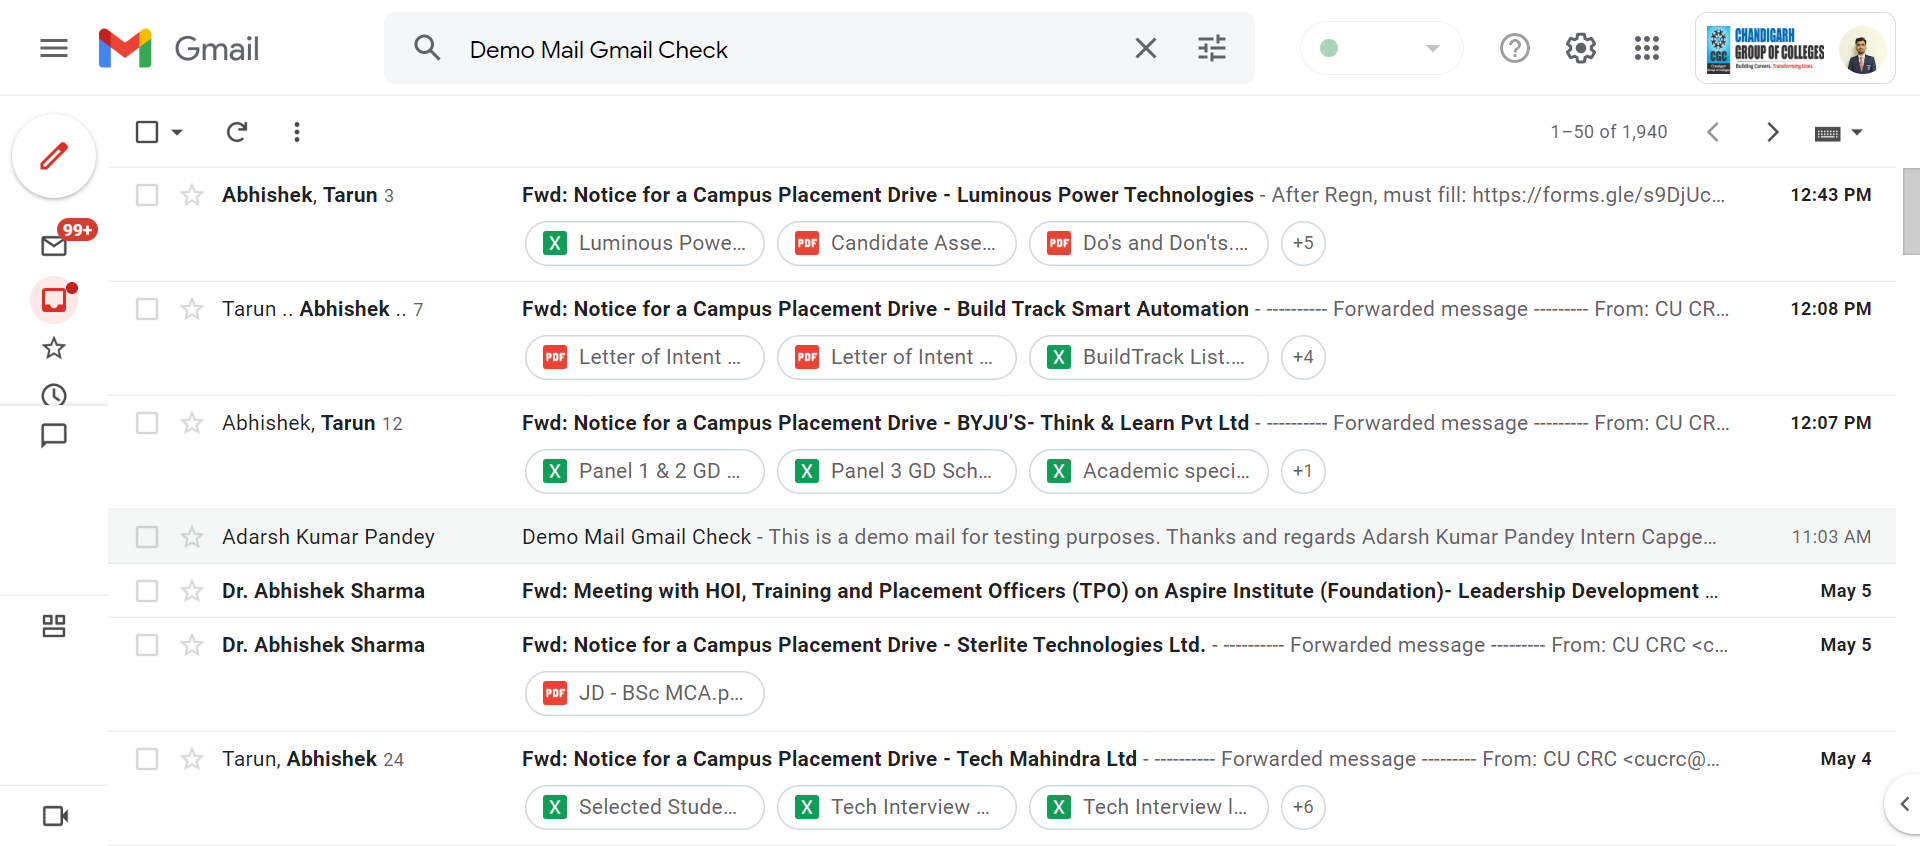 Gmail
Demo Mail Gmail Check
CHANDIGARH
GROUP OF COLLEGES
Building Careers. Transforming Lives.
CGC
1–50 of 1,940
99+
Abhishek, Tarun 3 Fwd: Notice for a Campus Placement Drive - Luminous Power Technologies - After Regn, must fill: https://forms.gle/s9DjUc... 12:43 PM
Luminous Powe... Candidate Asse... Do's and Don'ts.... +5
Tarun .. Abhishek .. 7 Fwd: Notice for a Campus Placement Drive - Build Track Smart Automation - ---------- Forwarded message --------- From: CU CR... 12:08 PM
Letter of Intent ... Letter of Intent ... BuildTrack List.... +4
Abhishek, Tarun 12 Fwd: Notice for a Campus Placement Drive - BYJU’S- Think & Learn Pvt Ltd - ---------- Forwarded message --------- From: CU CR... 12:07 PM
Panel 1 & 2 GD ... Panel 3 GD Sch... Academic speci... +1
Adarsh Kumar Pandey Demo Mail Gmail Check - This is a demo mail for testing purposes. Thanks and regards Adarsh Kumar Pandey Intern Capge... 11:03 AM
Dr. Abhishek Sharma Fwd: Meeting with HOI, Training and Placement Officers (TPO) on Aspire Institute (Foundation)- Leadership Development ... May 5
Dr. Abhishek Sharma Fwd: Notice for a Campus Placement Drive - Sterlite Technologies Ltd. - ---------- Forwarded message --------- From: CU CRC <c... May 5
JD - BSc MCA.p...
Tarun, Abhishek 24 Fwd: Notice for a Campus Placement Drive - Tech Mahindra Ltd - ---------- Forwarded message --------- From: CU CRC <cucrc@... May 4
Selected Stude... Tech Interview ... Tech Interview l... +6